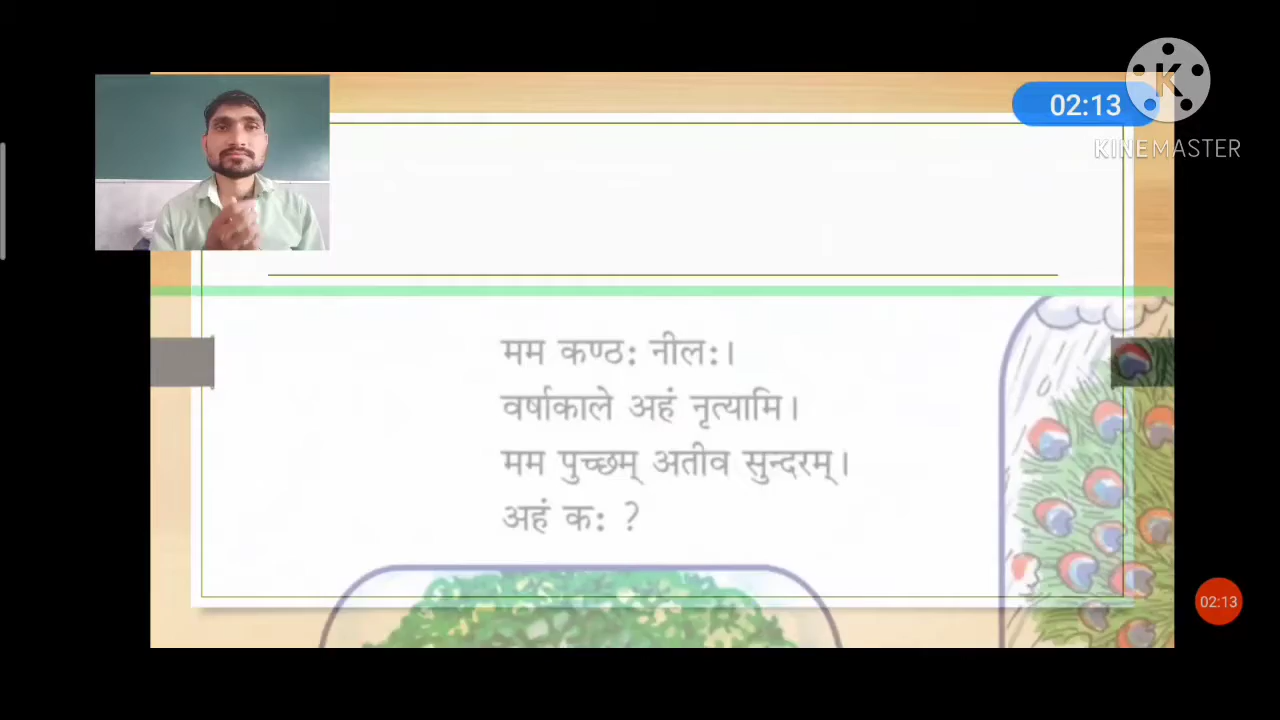 02:13
KINEMASTER
मम कण्ठः नीलः।
वर्षाकाले अहं नृत्यामि।
मम पुच्छम् अतीव सुन्दरम्।
अहं कः ?
02:13